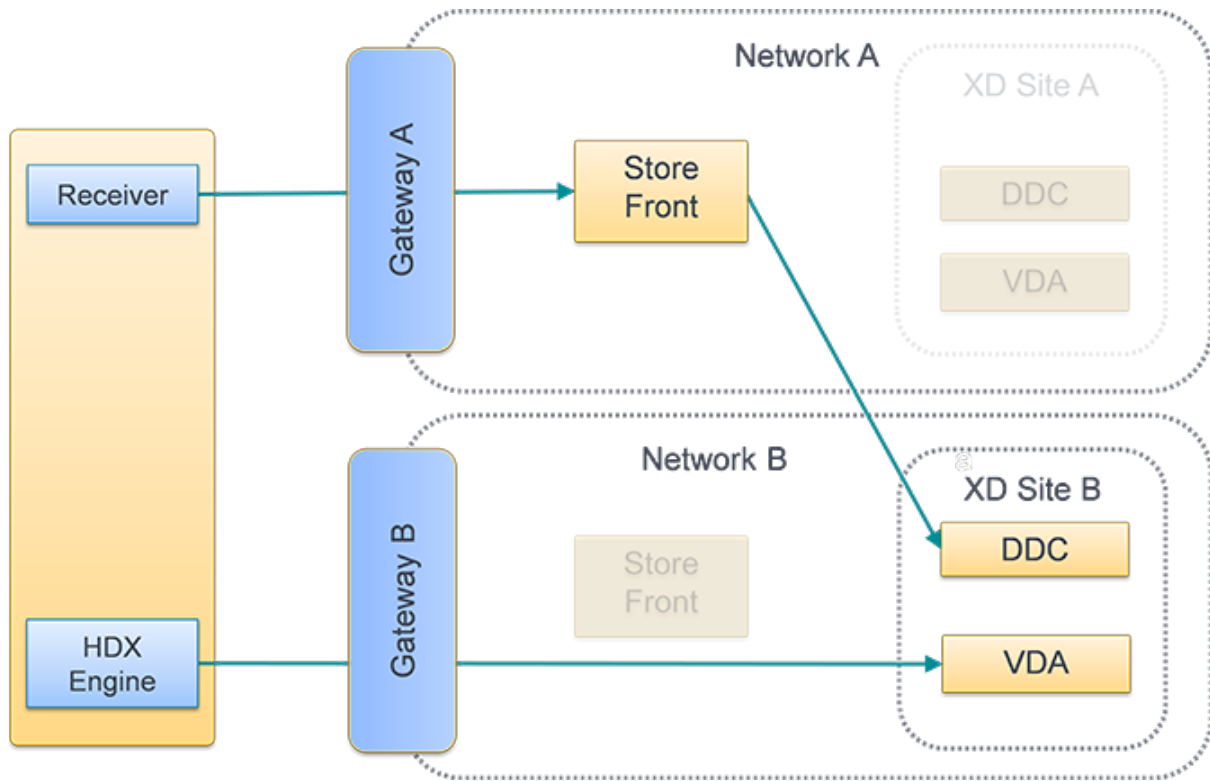 Network A
XD Site A
Gateway A
Receiver
Store
Front
DDC
VDA
Network B
XD Site B
Gateway B
Store
Front
DDC
HDX
Engine
VDA